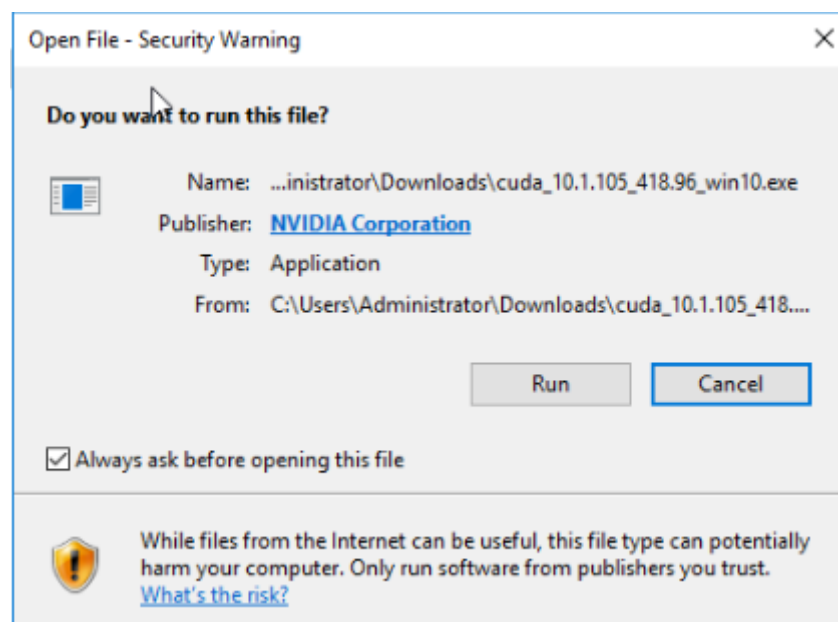 Open File - Security Warning
Do you want to run this file?
Name: ...inistrator\Downloads\cuda_10.1.105_418.96_win10.exe
Publisher: NVIDIA Corporation
Type: Application
From: C:\Users\Administrator\Downloads\cuda_10.1.105_418....
Run Cancel
Always ask before opening this file
While files from the Internet can be useful, this file type can potentially
harm your computer. Only run software from publishers you trust.
What's the risk?